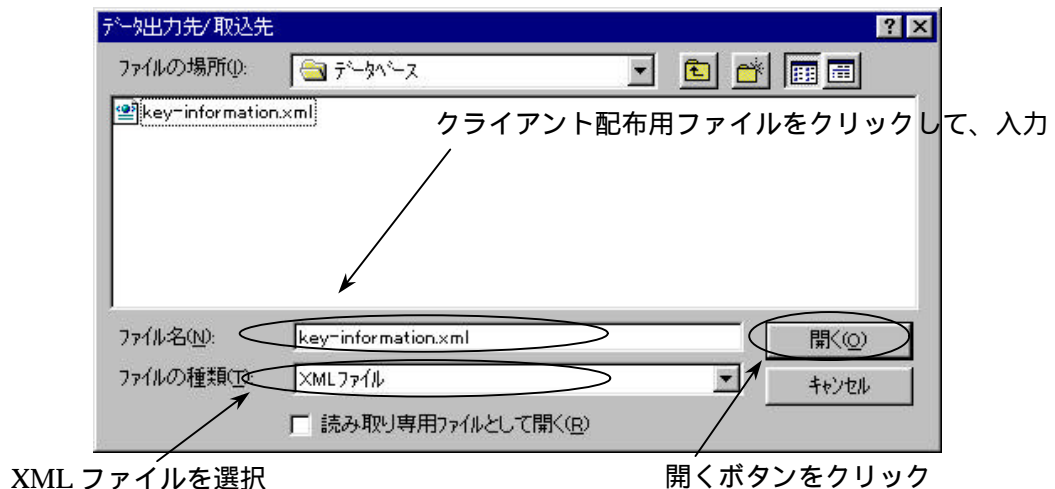 ﾃﾞｰﾀ出力先/取込先
ﾌｧｲﾙの場所(I):
ﾃﾞｰﾀﾍﾞｰｽ
key-information.xml
クライアント配布用ファイルをクリックして、入力
ﾌｧｲﾙ名(N):
key-information.xml
開く(O)
ﾌｧｲﾙの種類(T):
XMLﾌｧｲﾙ
ｷｬﾝｾﾙ
読み取り専用ﾌｧｲﾙとして開く(R)
XML ファイルを選択
開くボタンをクリック